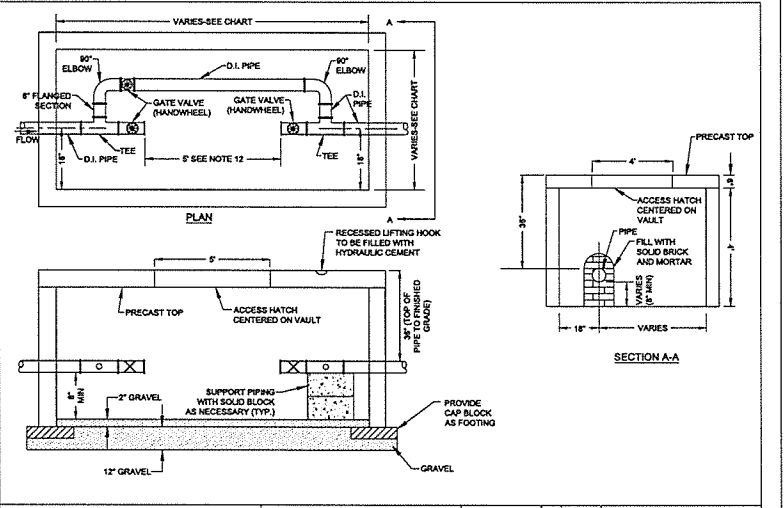 VARIES-SEE CHART
A
90°
ELBOW
D.I. PIPE
90°
ELBOW
D.I.
PIPE
6" FLANGED
SECTION
GATE VALVE
(HANDWHEEL)
GATE VALVE
(HANDWHEEL)
VARIES-SEE CHART
FLOW
18"
D.I. PIPE
TEE
5' SEE NOTE 12
TEE
18"
PLAN
A
PRECAST TOP
4'
6"
36"
ACCESS HATCH
CENTERED ON
VAULT
PIPE
FILL WITH
SOLID BRICK
AND MORTAR
4'
VARIES
(8" MIN)
18"
VARIES
SECTION A-A
RECESSED LIFTING HOOK
TO BE FILLED WITH
HYDRAULIC CEMENT
5'
PRECAST TOP
ACCESS HATCH
CENTERED ON VAULT
36" (TOP OF
PIPE TO FINISHED
GRADE)
8"
MIN
2" GRAVEL
SUPPORT PIPING
WITH SOLID BLOCK
AS NECESSARY (TYP.)
PROVIDE
CAP BLOCK
AS FOOTING
12" GRAVEL
GRAVEL